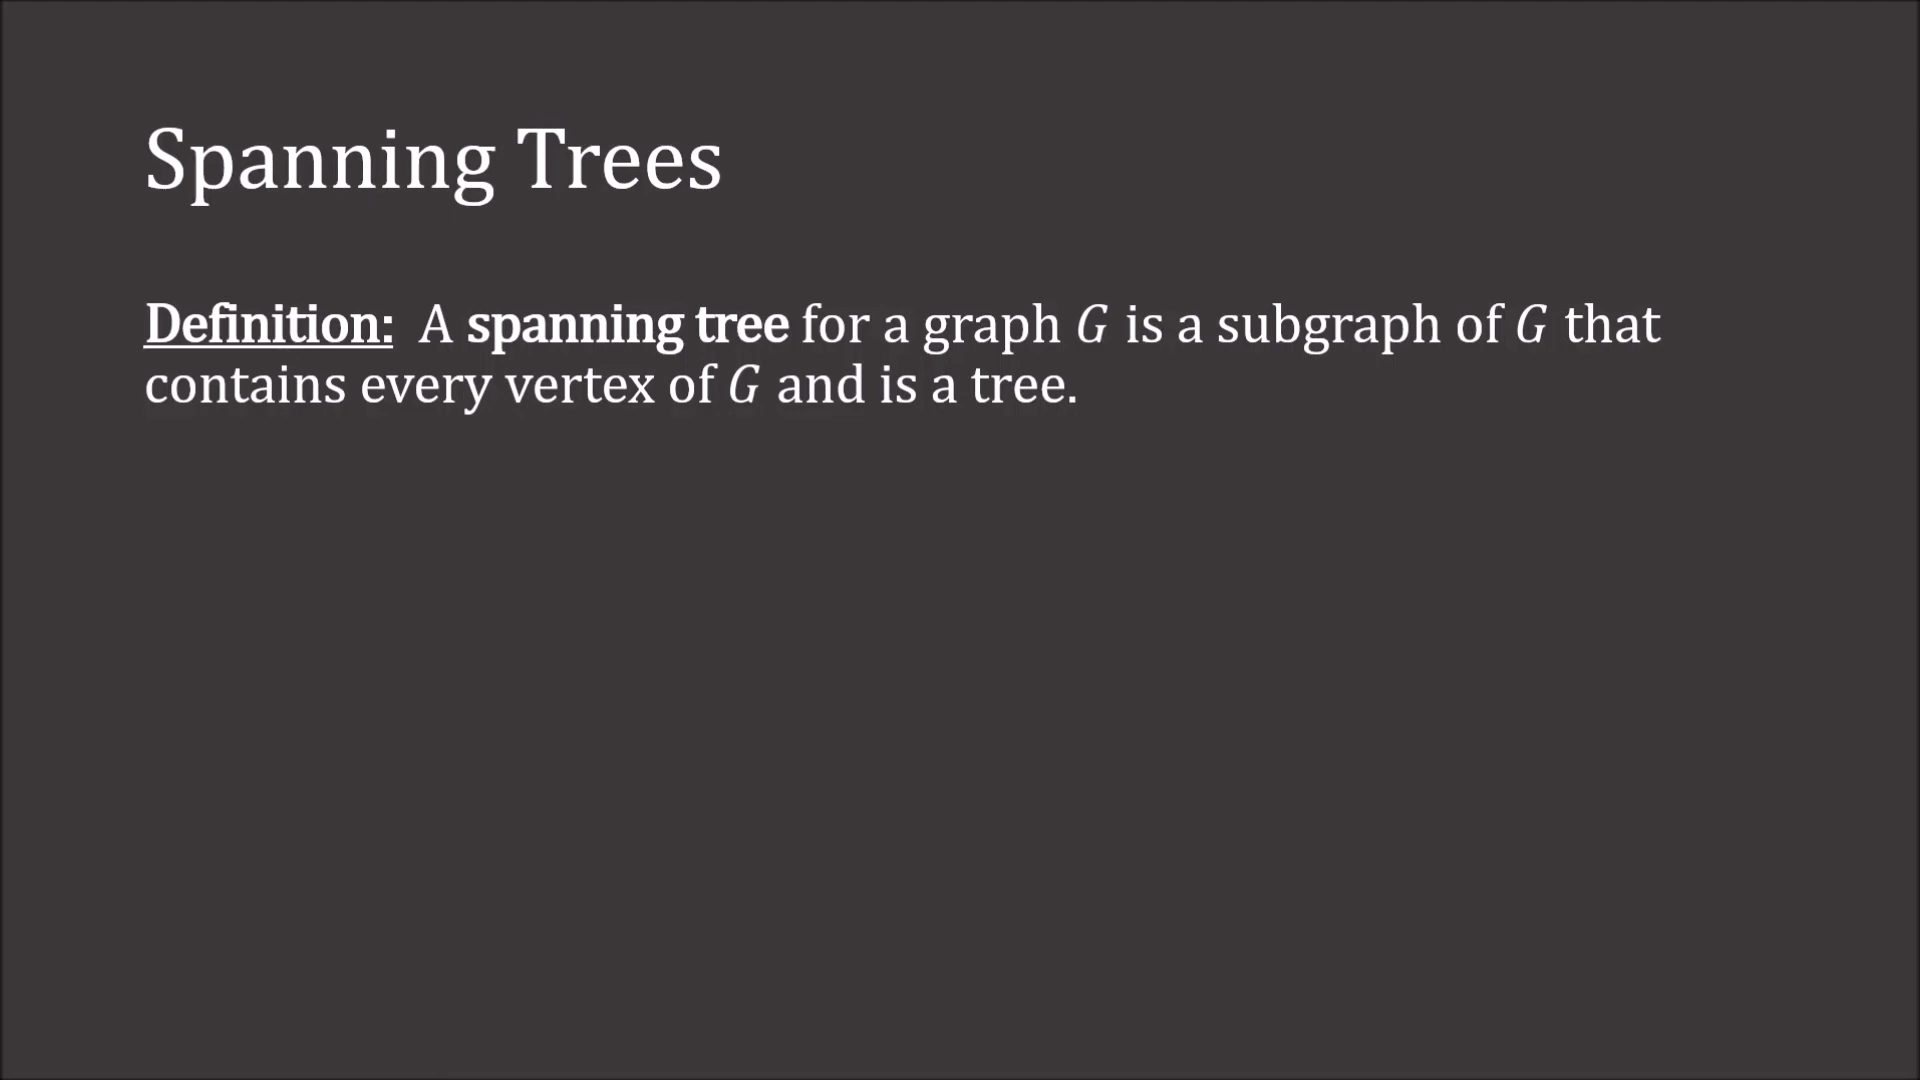 Spanning Trees
Definition: A spanning tree for a graph G is a subgraph of G that
contains every vertex of G and is a tree.